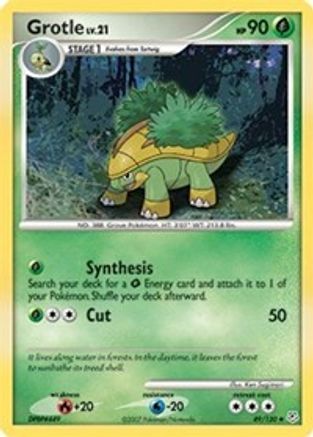 Grotle LV.21 HP 90
STAGE 1 Evolves from Turtwig
NO. 388 Grove Pokémon HT: 3'07" WT: 213.8 lbs.
Synthesis
Search your deck for a Energy card and attach it to 1 of
your Pokémon. Shuffle your deck afterward.
Cut 50
Illus. Ken Sugimori
It lives along water in forests. In the daytime, it leaves the forest
to sunbathe its treed shell.
weakness resistance retreat cost
+20 -20
©2007 Pokémon 49/130